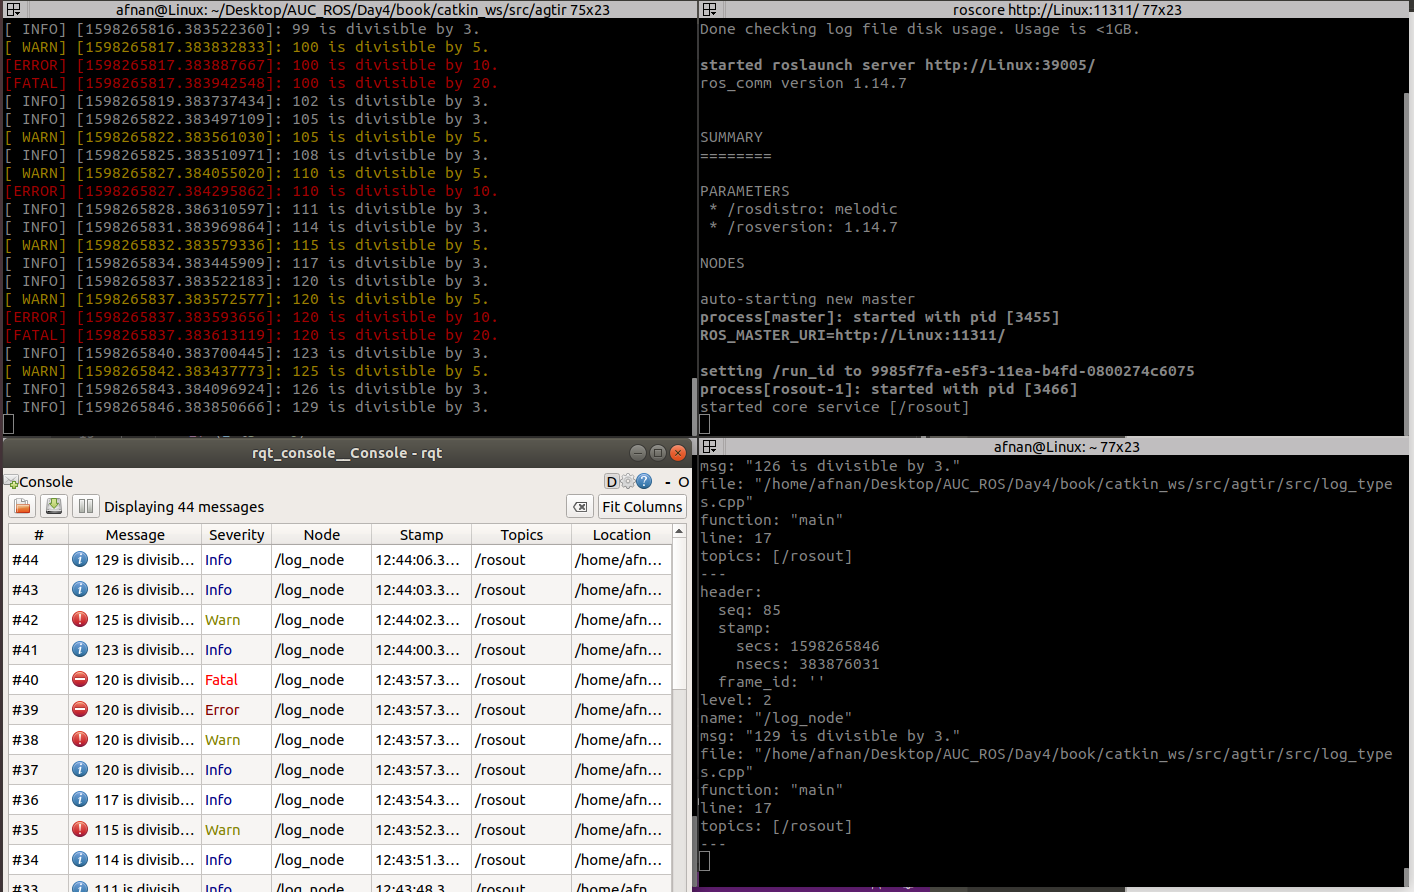 afnan@Linux: ~/Desktop/AUC_ROS/Day4/book/catkin_ws/src/agtir 75x23
[ INFO] [1598265816.383522360]: 99 is divisible by 3.
[ WARN] [1598265817.383832833]: 100 is divisible by 5.
[ERROR] [1598265817.383887667]: 100 is divisible by 10.
[FATAL] [1598265817.383942548]: 100 is divisible by 20.
[ INFO] [1598265819.383737434]: 102 is divisible by 3.
[ INFO] [1598265822.383497109]: 105 is divisible by 3.
[ WARN] [1598265822.383561030]: 105 is divisible by 5.
[ INFO] [1598265825.383510971]: 108 is divisible by 3.
[ WARN] [1598265827.384055020]: 110 is divisible by 5.
[ERROR] [1598265827.384295862]: 110 is divisible by 10.
[ INFO] [1598265828.386310597]: 111 is divisible by 3.
[ INFO] [1598265831.383969864]: 114 is divisible by 3.
[ WARN] [1598265832.383579336]: 115 is divisible by 5.
[ INFO] [1598265834.383445909]: 117 is divisible by 3.
[ INFO] [1598265837.383522183]: 120 is divisible by 3.
[ WARN] [1598265837.383572577]: 120 is divisible by 5.
[ERROR] [1598265837.383593656]: 120 is divisible by 10.
[FATAL] [1598265837.383613119]: 120 is divisible by 20.
[ INFO] [1598265840.383700445]: 123 is divisible by 3.
[ WARN] [1598265842.383437773]: 125 is divisible by 5.
[ INFO] [1598265843.384096924]: 126 is divisible by 3.
[ INFO] [1598265846.383850666]: 129 is divisible by 3.
roscore http://Linux:11311/ 77x23
Done checking log file disk usage. Usage is <1GB.
started roslaunch server http://Linux:39005/
ros_comm version 1.14.7
SUMMARY
========
PARAMETERS
* /rosdistro: melodic
* /rosversion: 1.14.7
NODES
auto-starting new master
process[master]: started with pid [3455]
ROS_MASTER_URI=http://Linux:11311/
setting /run_id to 9985f7fa-e5f3-11ea-b4fd-0800274c6075
process[rosout-1]: started with pid [3466]
started core service [/rosout]
rqt_console__Console - rqt
Console
D
- O
Displaying 44 messages
Fit Columns
# Message Severity Node Stamp Topics Location
#44 129 is divisib... Info /log_node 12:44:06.3... /rosout /home/afn...
#43 126 is divisib... Info /log_node 12:44:03.3... /rosout /home/afn...
#42 125 is divisib... Warn /log_node 12:44:02.3... /rosout /home/afn...
#41 123 is divisib... Info /log_node 12:44:00.3... /rosout /home/afn...
#40 120 is divisib... Fatal /log_node 12:43:57.3... /rosout /home/afn...
#39 120 is divisib... Error /log_node 12:43:57.3... /rosout /home/afn...
#38 120 is divisib... Warn /log_node 12:43:57.3... /rosout /home/afn...
#37 120 is divisib... Info /log_node 12:43:57.3... /rosout /home/afn...
#36 117 is divisib... Info /log_node 12:43:54.3... /rosout /home/afn...
#35 115 is divisib... Warn /log_node 12:43:52.3... /rosout /home/afn...
#34 114 is divisib... Info /log_node 12:43:51.3... /rosout /home/afn...
#33 111 is divisib... Info /log_node 12:43:48.3... /rosout /home/afn...
afnan@Linux: ~ 77x23
msg: "126 is divisible by 3."
file: "/home/afnan/Desktop/AUC_ROS/Day4/book/catkin_ws/src/agtir/src/log_type
s.cpp"
function: "main"
line: 17
topics: [/rosout]
---
header:
seq: 85
stamp:
secs: 1598265846
nsecs: 383876031
frame_id: ''
level: 2
name: "/log_node"
msg: "129 is divisible by 3."
file: "/home/afnan/Desktop/AUC_ROS/Day4/book/catkin_ws/src/agtir/src/log_type
s.cpp"
function: "main"
line: 17
topics: [/rosout]
---